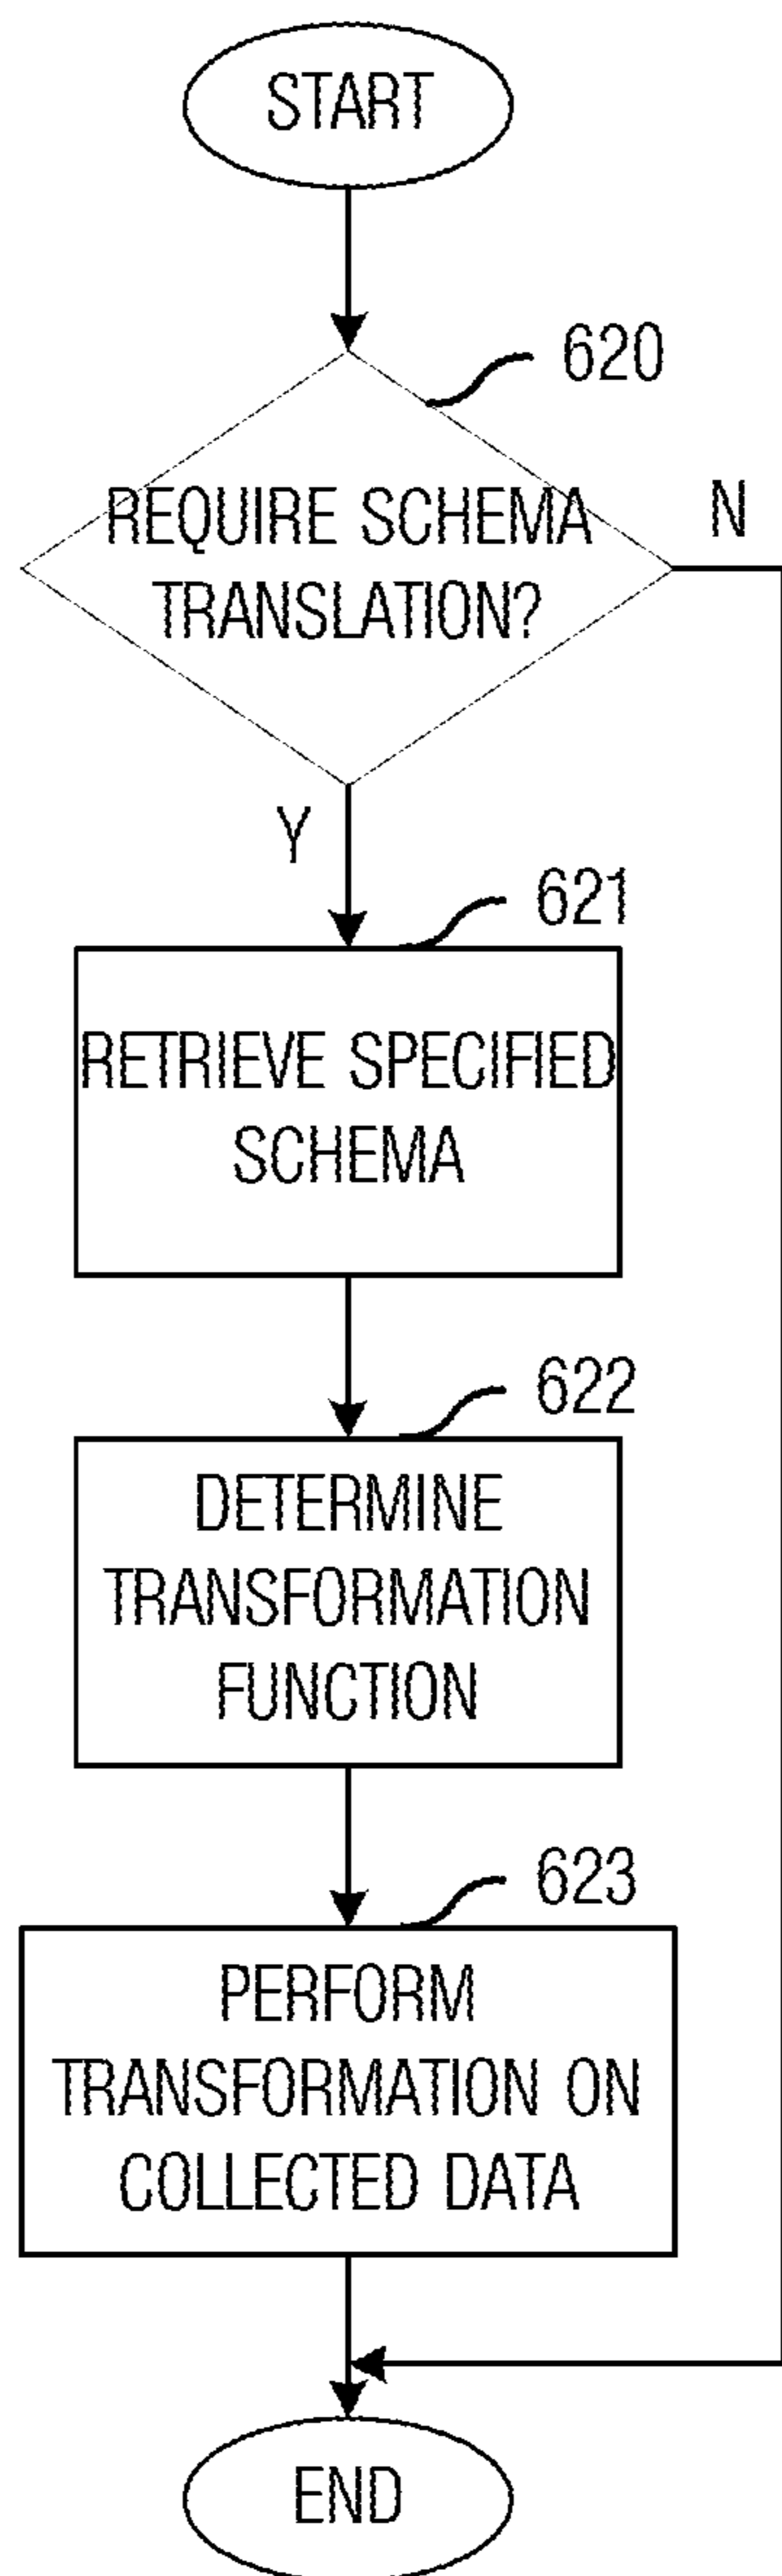 START
620
REQUIRE SCHEMA
TRANSLATION?
N
Y
621
RETRIEVE SPECIFIED
SCHEMA
622
DETERMINE
TRANSFORMATION
FUNCTION
623
PERFORM
TRANSFORMATION ON
COLLECTED DATA
END